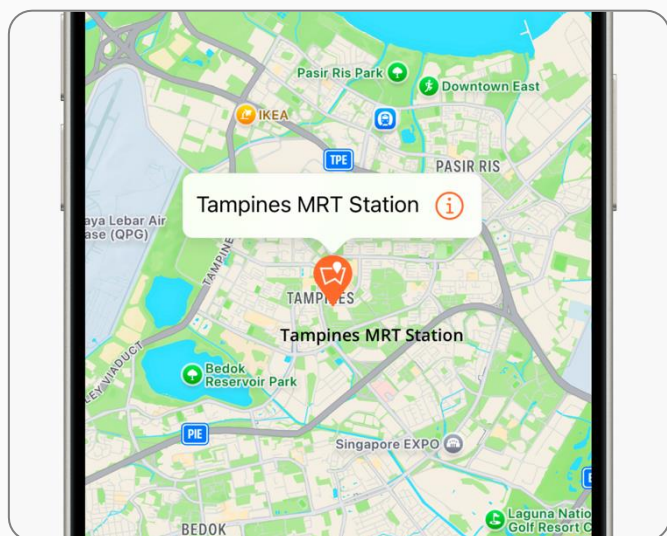 Pasir Ris Park
Downtown East
IKEA
TPE
PASIR RIS
Tampines MRT Station
aya Lebar Air
ase (QPG)
TAMPINE
TAMPINES
Tampines MRT Station
LEY VIADUCT
Bedok
Reservoir Park
PIE
Singapore EXPO
Laguna Natio
Golf Resort C
BEDOK